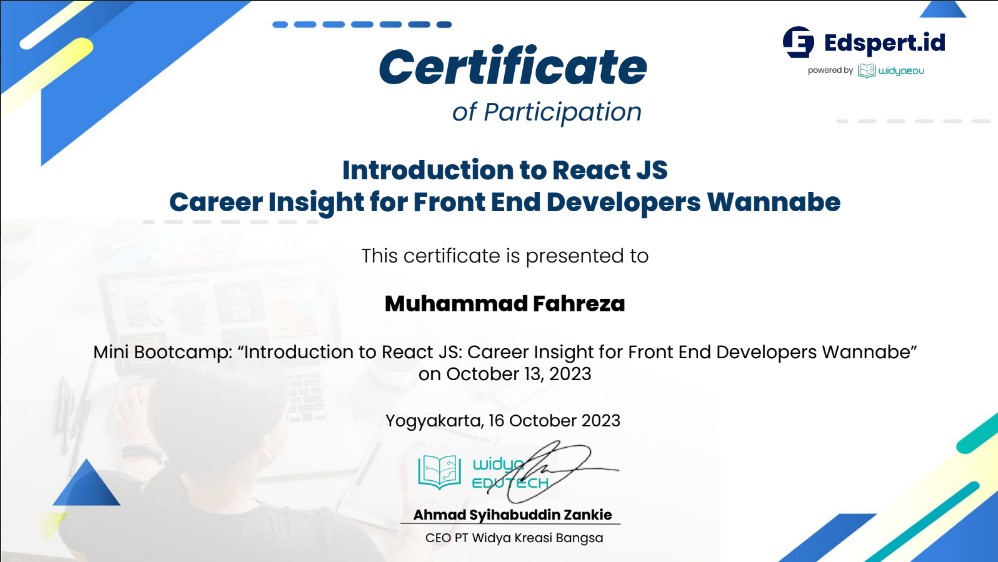 Certificate
of Participation
Edspert.id
powered by widyaEDU
Introduction to React JS
Career Insight for Front End Developers Wannabe
This certificate is presented to
Muhammad Fahreza
Mini Bootcamp: “Introduction to React JS: Career Insight for Front End Developers Wannabe”
on October 13, 2023
Yogyakarta, 16 October 2023
widya
EDUTECH
Ahmad Syihabuddin Zankie
CEO PT Widya Kreasi Bangsa